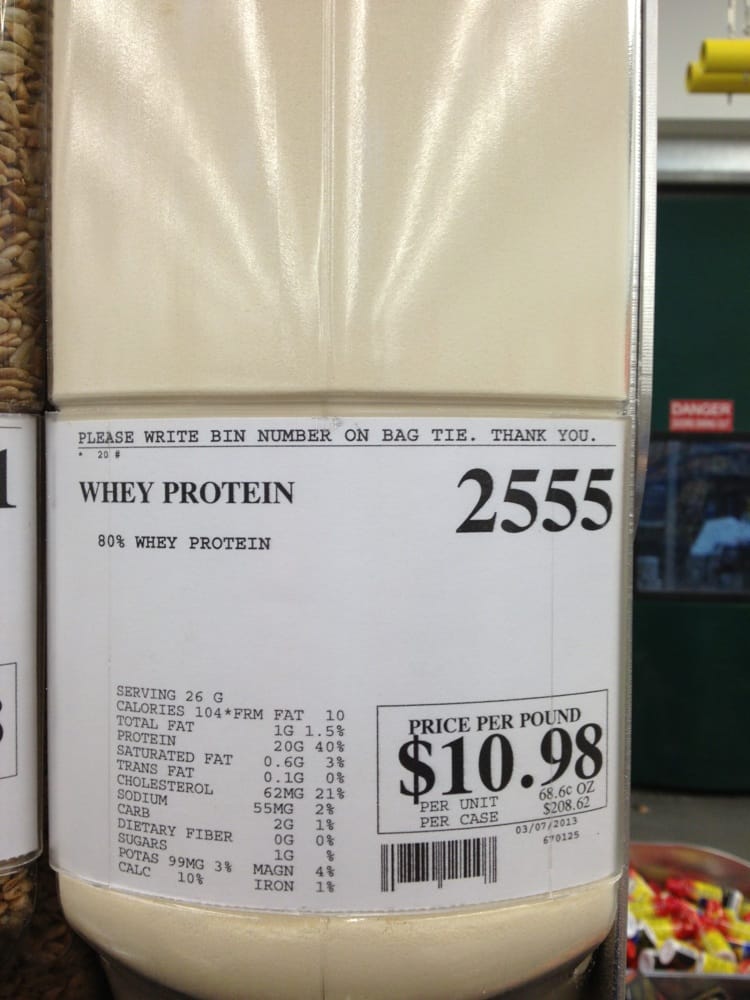 PLEASE WRITE BIN NUMBER ON BAG TIE. THANK YOU.
* 20 #
WHEY PROTEIN 2555
80% WHEY PROTEIN
SERVING 26 G
CALORIES 104*FRM FAT 10
TOTAL FAT 1G 1.5%
PROTEIN 20G 40%
SATURATED FAT 0.6G 3%
TRANS FAT 0.1G 0%
CHOLESTEROL 62MG 21%
SODIUM 55MG 2%
CARB 2G 1%
DIETARY FIBER 0G 0%
SUGARS 1G %
POTAS 99MG 3% MAGN 4%
CALC 10% IRON 1%
PRICE PER POUND
$10.98
PER UNIT 68.6¢ OZ
PER CASE $208.62
03/07/2013
670125
1
DANGER